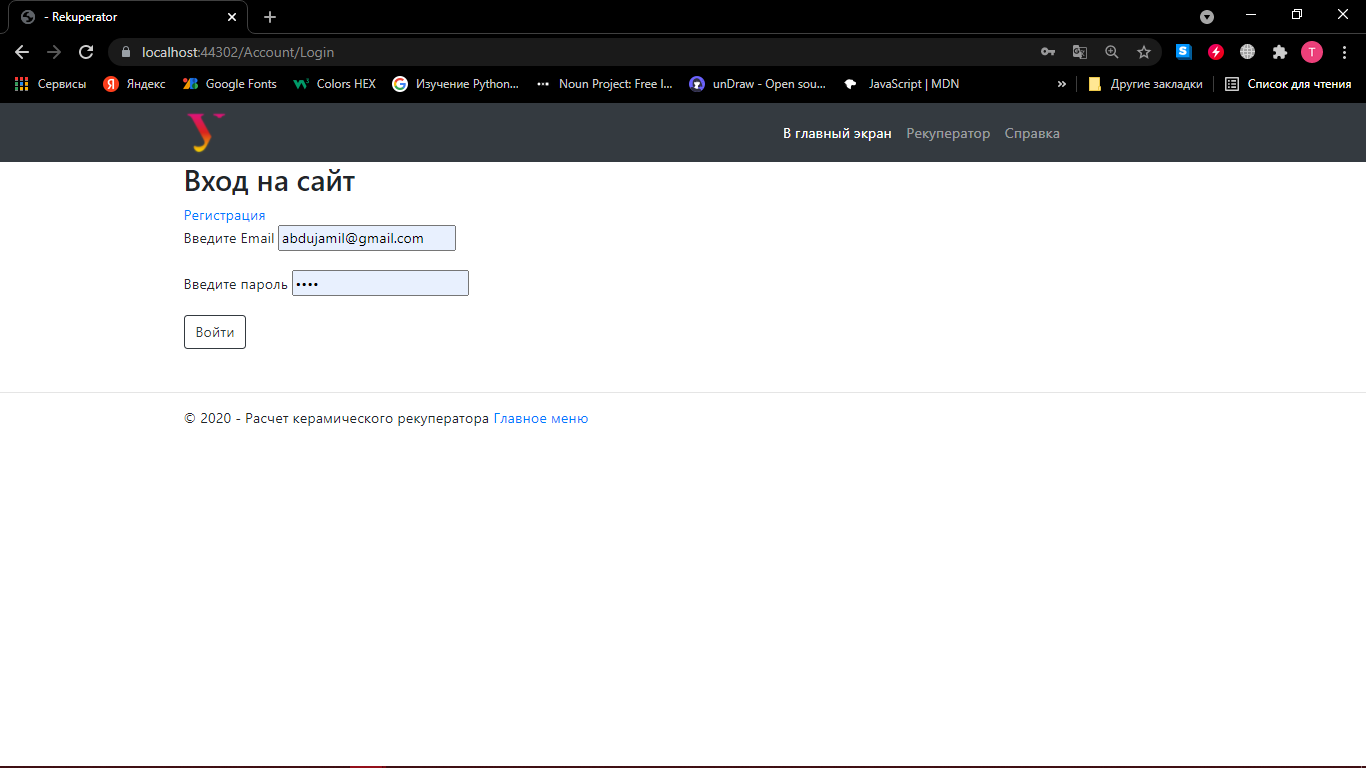 - Rekuperator
localhost:44302/Account/Login
Сервисы Яндекс Google Fonts Colors HEX Изучение Python... Noun Project: Free I... unDraw - Open sou... JavaScript | MDN » Другие закладки Список для чтения
У В главный экран Рекуператор Справка
Вход на сайт
Регистрация
Введите Email abdujamil@gmail.com
Введите пароль ••••
Войти
© 2020 - Расчет керамического рекуператора Главное меню